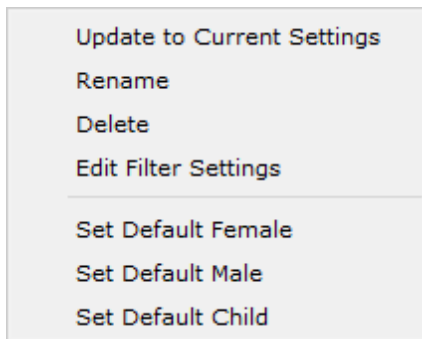 Update to Current Settings
Rename
Delete
Edit Filter Settings
Set Default Female
Set Default Male
Set Default Child